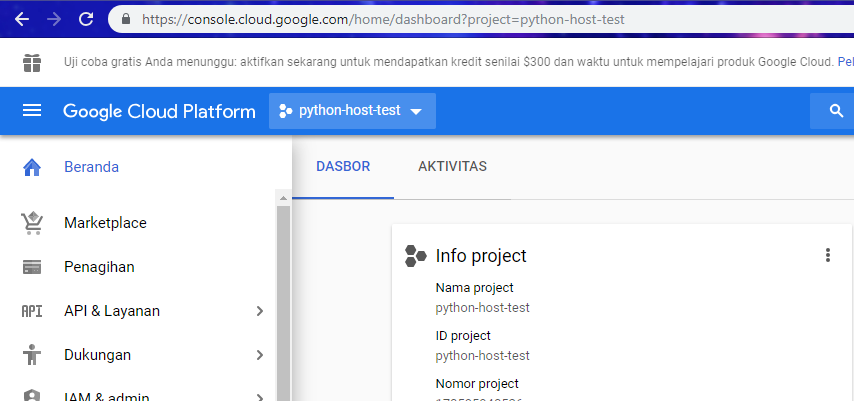 https://console.cloud.google.com/home/dashboard?project=python-host-test
Uji coba gratis Anda menunggu: aktifkan sekarang untuk mendapatkan kredit senilai $300 dan waktu untuk mempelajari produk Google Cloud. Pel
Google Cloud Platform
python-host-test
Beranda
Marketplace
Penagihan
API API & Layanan
Dukungan
IAM & admin
DASBOR AKTIVITAS
Info project
Nama project
python-host-test
ID project
python-host-test
Nomor project